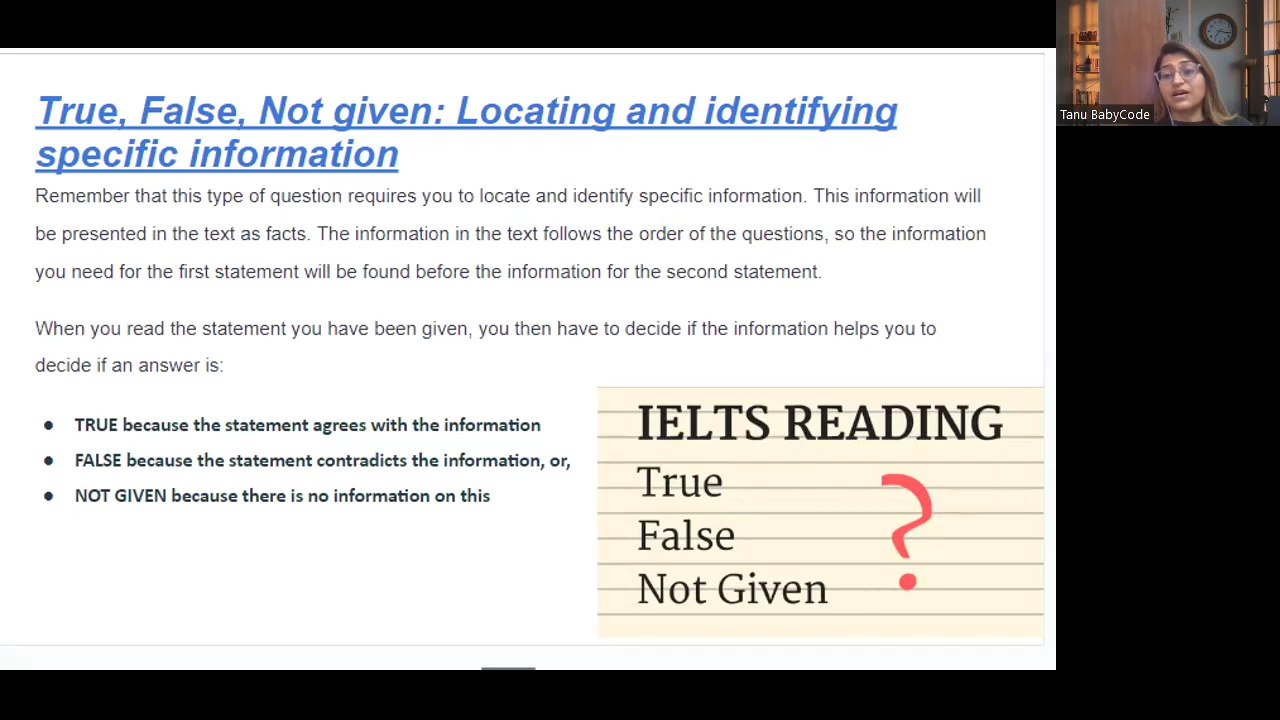 True, False, Not given: Locating and identifying
specific information
Remember that this type of question requires you to locate and identify specific information. This information will
be presented in the text as facts. The information in the text follows the order of the questions, so the information
you need for the first statement will be found before the information for the second statement.
When you read the statement you have been given, you then have to decide if the information helps you to
decide if an answer is:
● TRUE because the statement agrees with the information
● FALSE because the statement contradicts the information, or,
● NOT GIVEN because there is no information on this
IELTS READING
True
False
Not Given
?
Tanu BabyCode